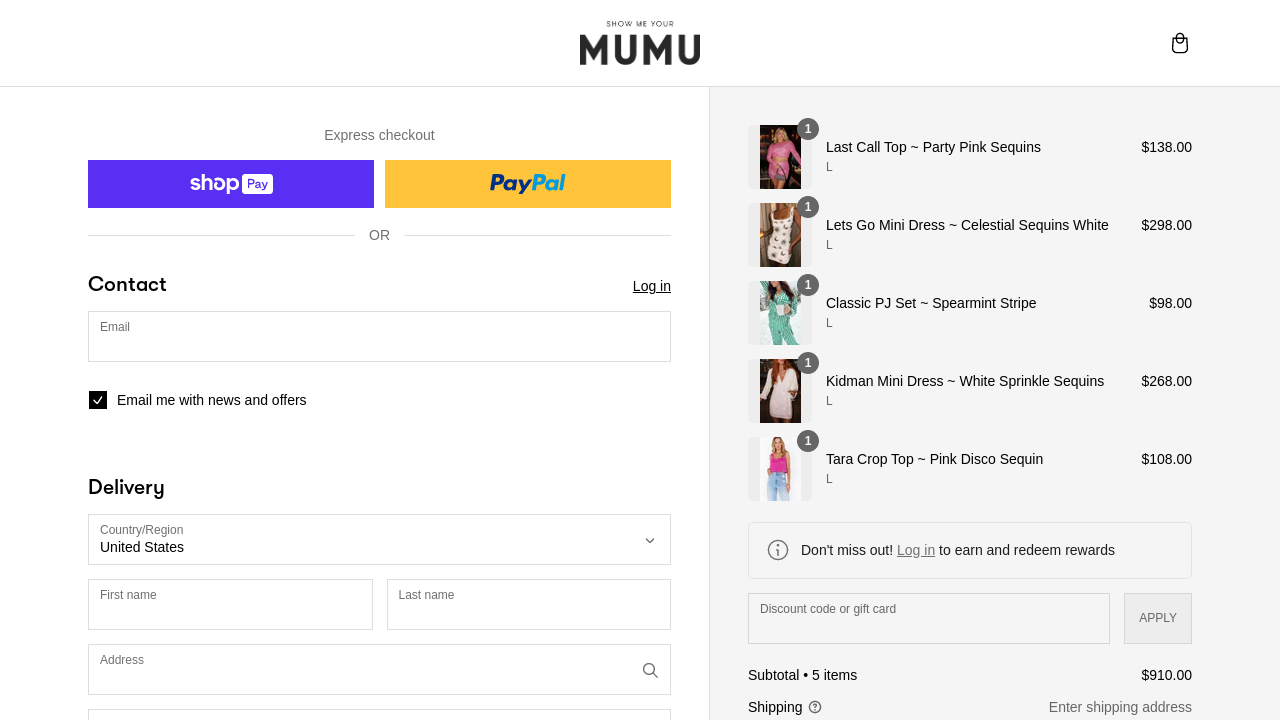 SHOW ME YOUR
MUMU
Express checkout
shop Pay
PayPal
OR
Contact
Log in
Email
Email me with news and offers
Delivery
Country/Region
United States
First name
Last name
Address
1
Last Call Top ~ Party Pink Sequins
$138.00
L
1
Lets Go Mini Dress ~ Celestial Sequins White
$298.00
L
1
Classic PJ Set ~ Spearmint Stripe
$98.00
L
1
Kidman Mini Dress ~ White Sprinkle Sequins
$268.00
L
1
Tara Crop Top ~ Pink Disco Sequin
$108.00
L
Don't miss out! Log in to earn and redeem rewards
Discount code or gift card
APPLY
Subtotal • 5 items
$910.00
Shipping
Enter shipping address